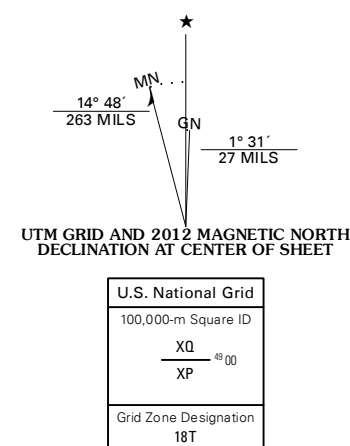 MN
14° 48´
263 MILS
GN
1° 31´
27 MILS
UTM GRID AND 2012 MAGNETIC NORTH
DECLINATION AT CENTER OF SHEET
U.S. National Grid
100,000-m Square ID
XQ
49 00
XP
Grid Zone Designation
18T